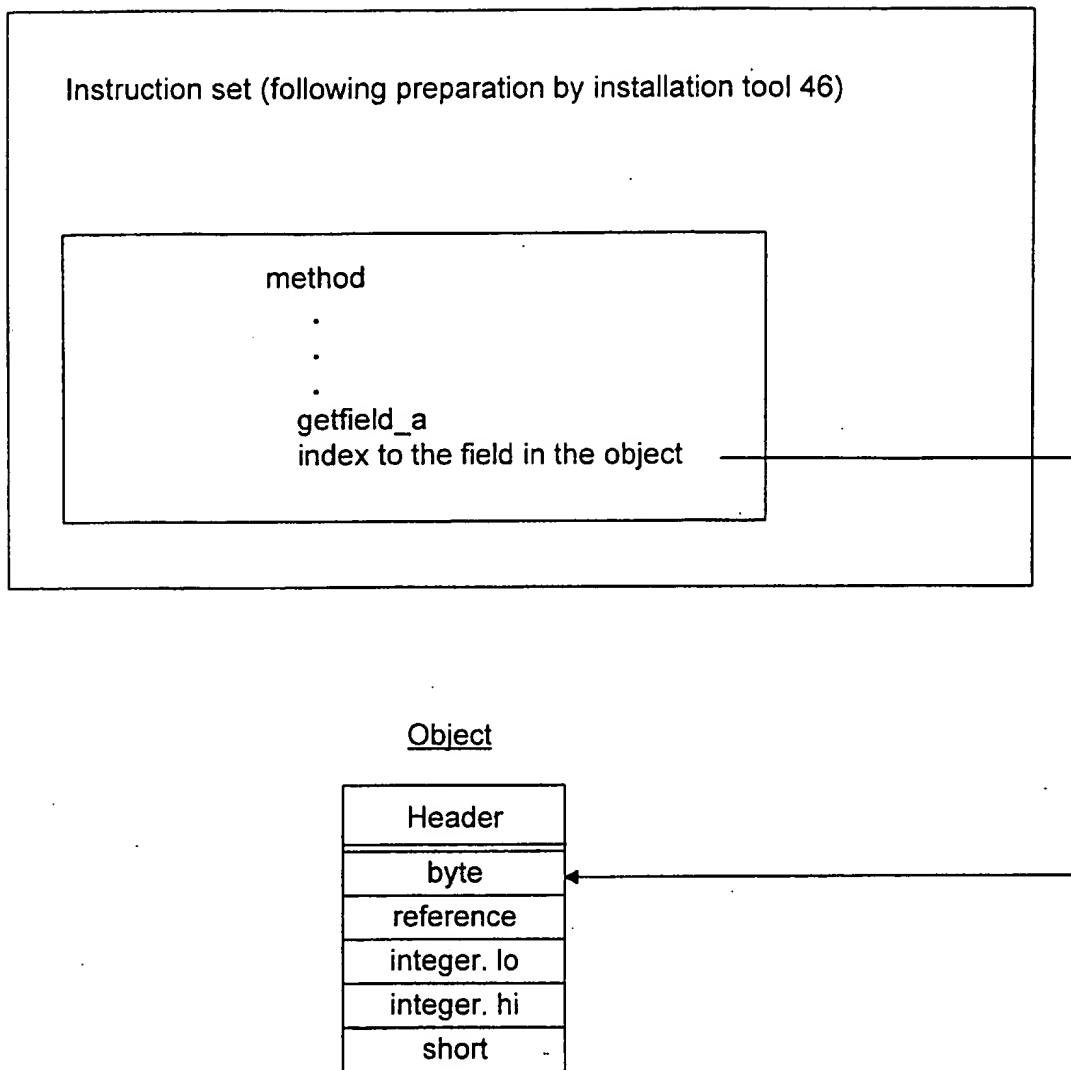 Instruction set (following preparation by installation tool 46)
method
.
.
.
getfield_a
index to the field in the object
Object
Header
byte
reference
integer. lo
integer. hi
short